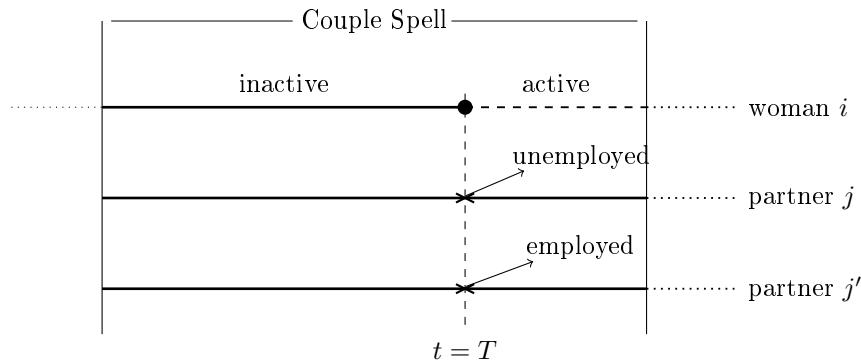 Couple Spell
inactive
active
woman i
unemployed
partner j
employed
partner j'
t = T